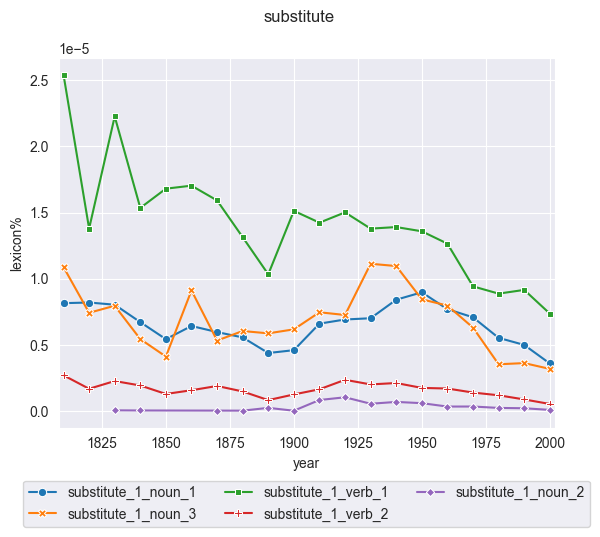 substitute
1e−5
2.5
2.0
1.5
1.0
0.5
0.0
lexicon%
1825 1850 1875 1900 1925 1950 1975 2000
year
substitute_1_noun_1 substitute_1_verb_1 substitute_1_noun_2
substitute_1_noun_3 substitute_1_verb_2